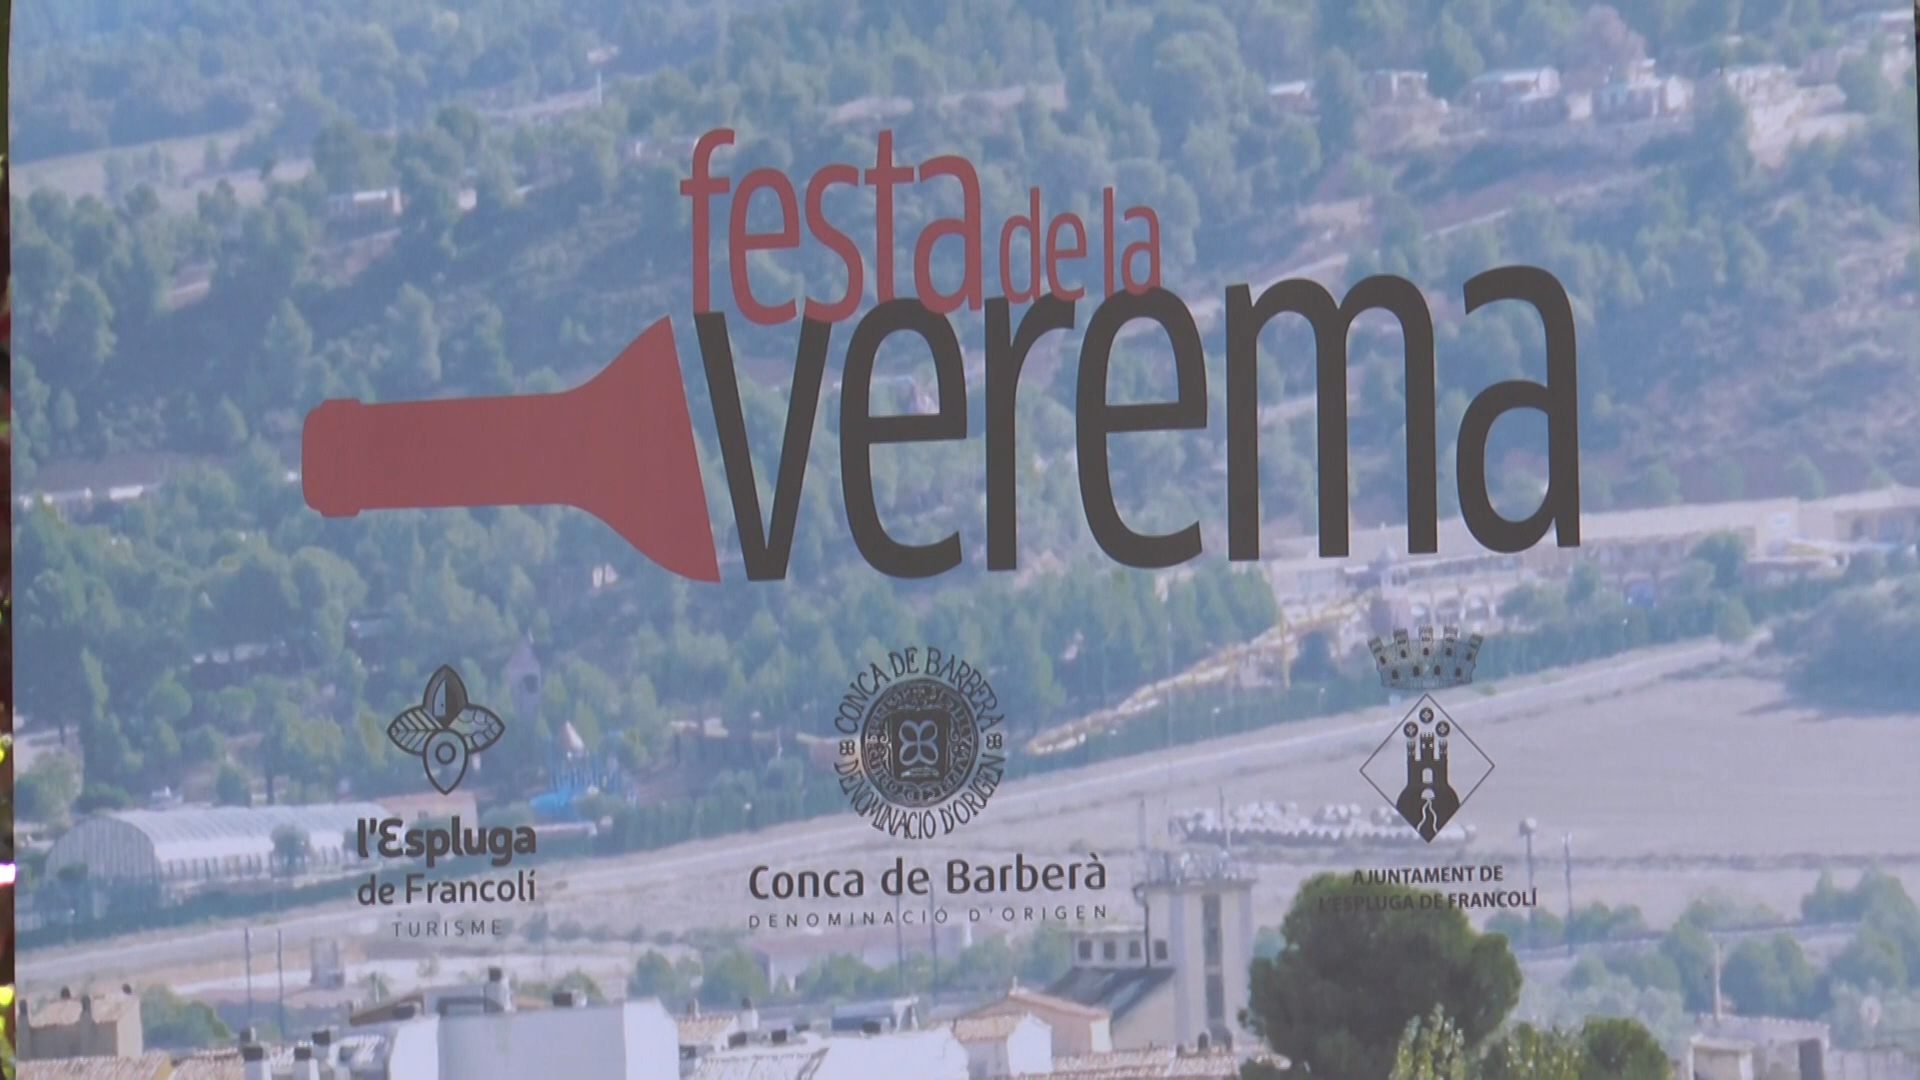 festa de la
verema
l'Espluga
de Francolí
TURISME
CONCA DE BARBERÀ
DENOMINACIÓ D'ORIGEN
Conca de Barberà
DENOMINACIÓ D'ORIGEN
AJUNTAMENT DE
L'ESPLUGA DE FRANCOLÍ